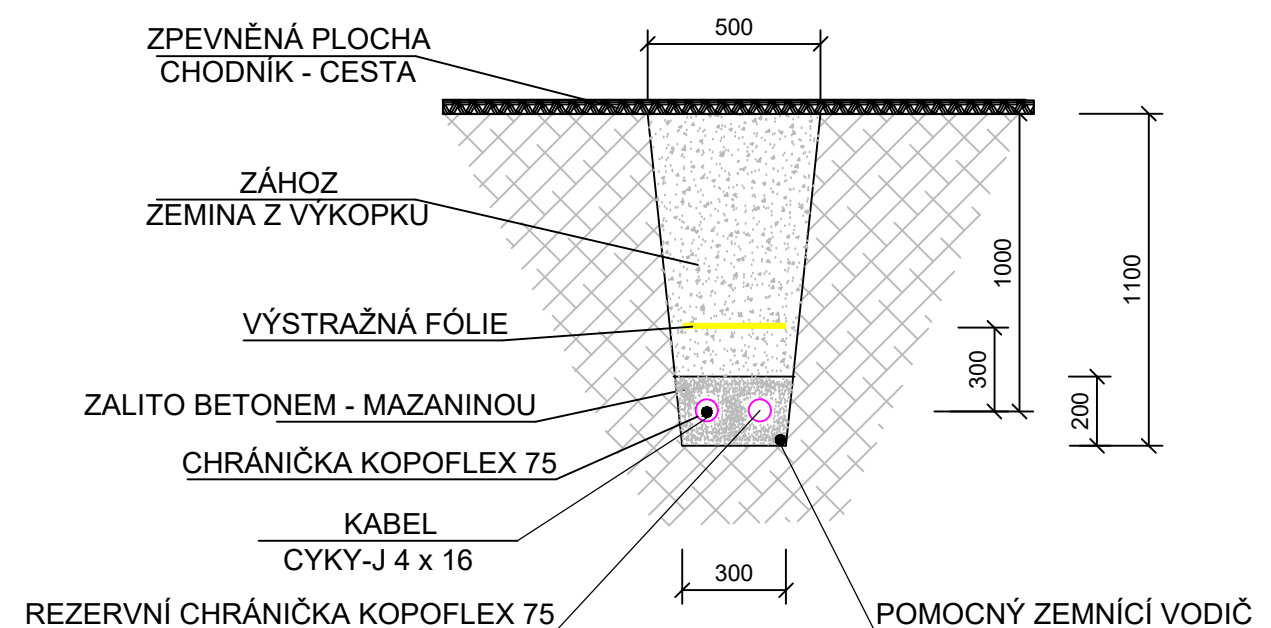 500
ZPEVNĚNÁ PLOCHA
CHODNÍK - CESTA
ZÁHOZ
ZEMINA Z VÝKOPKU
1000
1100
VÝSTRAŽNÁ FÓLIE
300
200
ZALITO BETONEM - MAZANINOU
CHRÁNIČKA KOPOFLEX 75
KABEL
CYKY-J 4 x 16
300
REZERVNÍ CHRÁNIČKA KOPOFLEX 75
POMOCNÝ ZEMNÍCÍ VODIČ